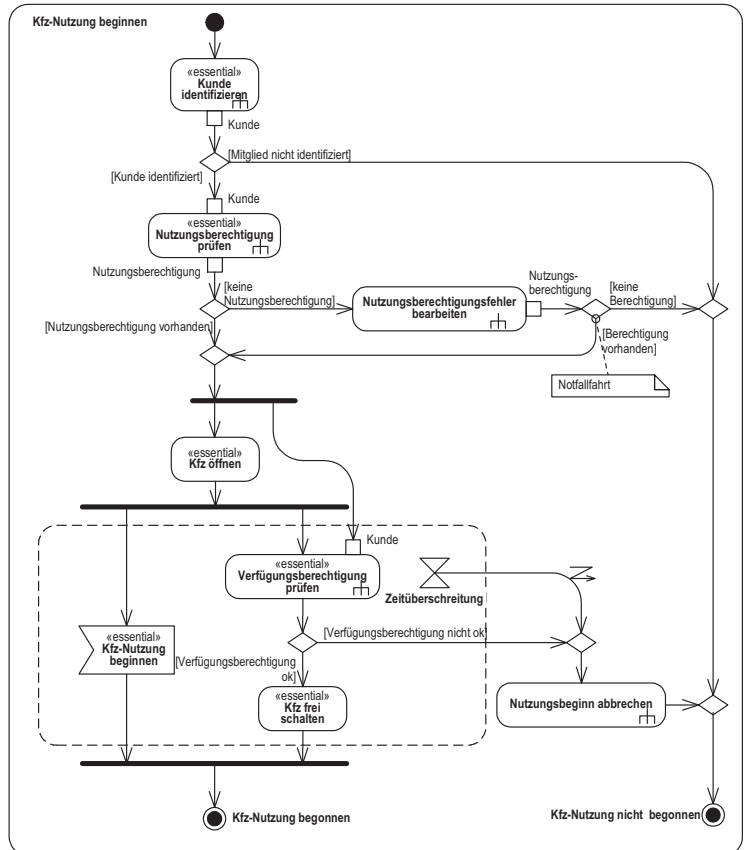 Kfz-Nutzung beginnen
«essential»
Kunde
identifizieren
Kunde
[Mitglied nicht identifiziert]
[Kunde identifiziert]
Kunde
«essential»
Nutzungsberechtigung
prüfen
Nutzungsberechtigung
[keine
Nutzungsberechtigung]
Nutzungsberechtigungsfehler
bearbeiten
Nutzungs-
berechtigung
[keine
Berechtigung]
[Nutzungsberechtigung vorhanden]
[Berechtigung
vorhanden]
Notfallfahrt
«essential»
Kfz öffnen
Kunde
«essential»
Verfügungsberechtigung
prüfen
Zeitüberschreitung
«essential»
Kfz-Nutzung
beginnen
[Verfügungsberechtigung nicht ok]
[Verfügungsberechtigung
ok]
«essential»
Kfz frei
schalten
Nutzungsbeginn abbrechen
Kfz-Nutzung begonnen
Kfz-Nutzung nicht begonnen